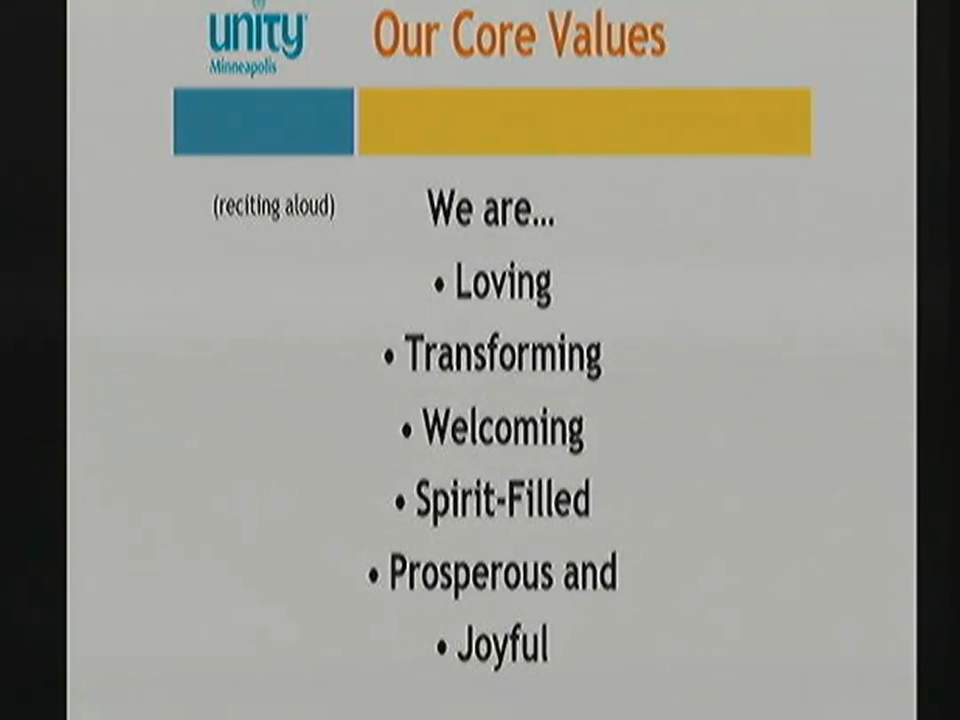 unity
Minneapolis
Our Core Values
(reciting aloud)
We are...
• Loving
• Transforming
• Welcoming
• Spirit-Filled
• Prosperous and
• Joyful